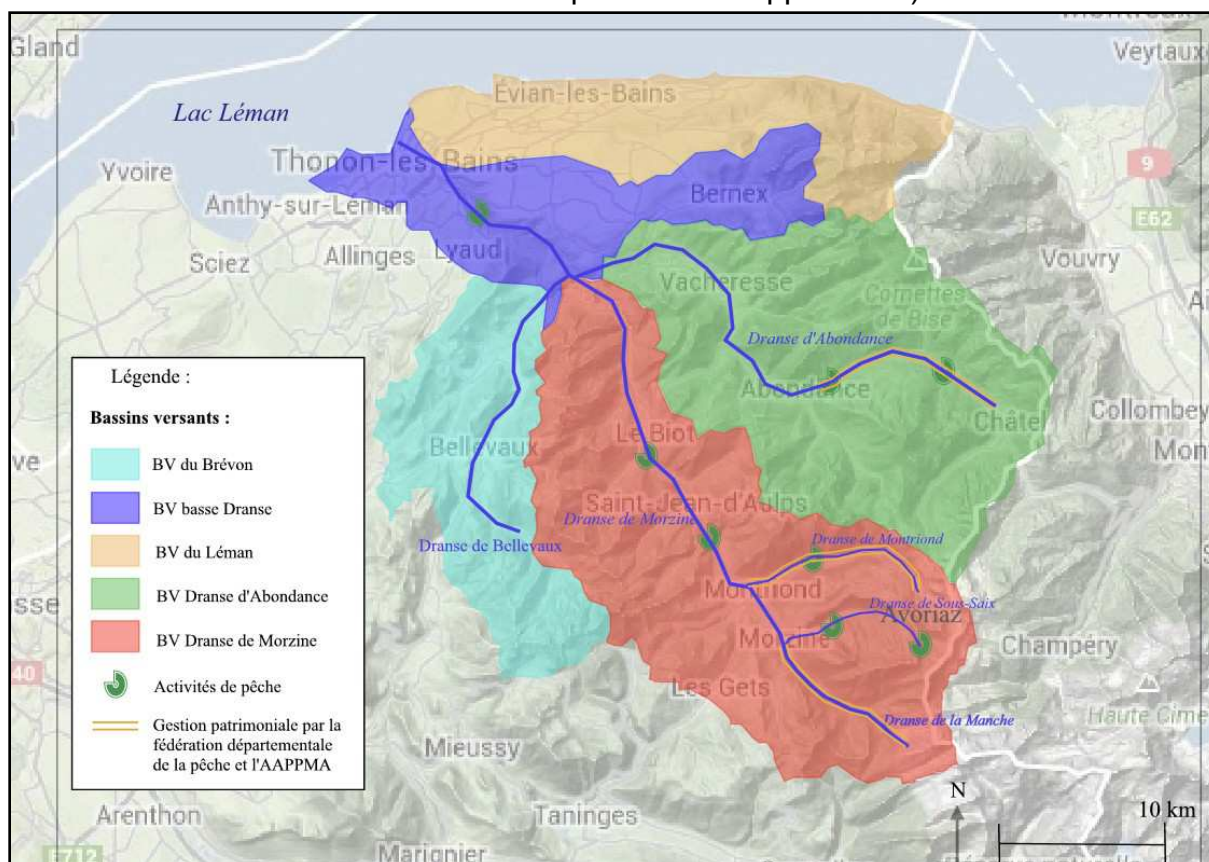 Gland
Montreux
Veytaux
Évian-les-Bains
Lac Léman
9
Thonon-les-Bains
Yvoire
Bernex
Anthy-sur-Léman
E62
Lyaud
Allinges
Sciez
Vouvry
Vacheresse
Cornettes
de Bise
Dranse d'Abondance
Légende :
Abondance
Châtel
Collombey
Bassins versants :
Le Biot
Bellevaux
BV du Brévon
BV basse Dranse
Saint-Jean-d'Aulps
Dranse de Morzine
Dranse de Montriond
Dranse de Bellevaux
BV du Léman
Montriond
BV Dranse d'Abondance
Dranse de Sous-Saix
Avoriaz
BV Dranse de Morzine
Morzine
Champéry
40
Activités de pêche
Les Gets
Gestion patrimoniale par la
fédération départementale
de la pêche et l'AAPPMA
Dranse de la Manche
Haute Cime
Mieussy
N
10 km
Arenthon
Taninges
E712
Marignier